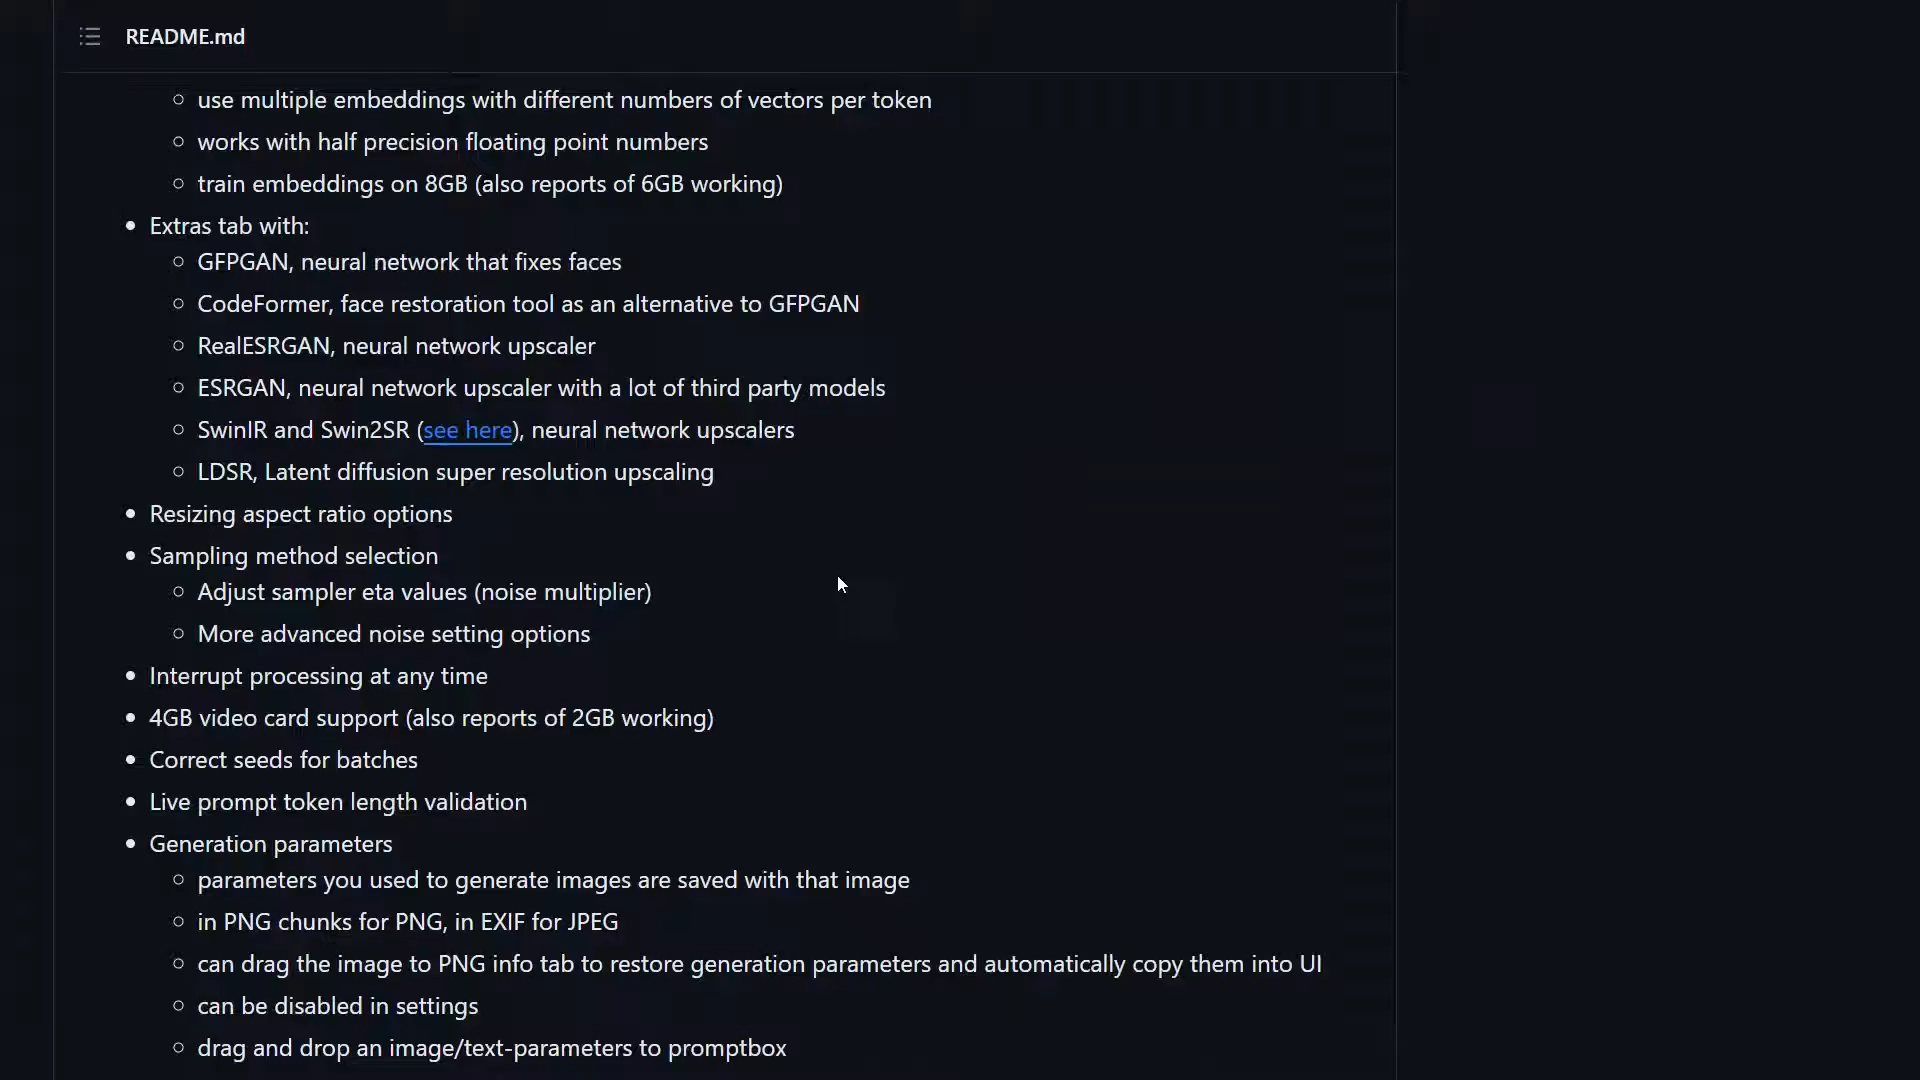 README.md
use multiple embeddings with different numbers of vectors per token
works with half precision floating point numbers
train embeddings on 8GB (also reports of 6GB working)
Extras tab with:
GFPGAN, neural network that fixes faces
CodeFormer, face restoration tool as an alternative to GFPGAN
RealESRGAN, neural network upscaler
ESRGAN, neural network upscaler with a lot of third party models
SwinIR and Swin2SR (see here), neural network upscalers
LDSR, Latent diffusion super resolution upscaling
Resizing aspect ratio options
Sampling method selection
Adjust sampler eta values (noise multiplier)
More advanced noise setting options
Interrupt processing at any time
4GB video card support (also reports of 2GB working)
Correct seeds for batches
Live prompt token length validation
Generation parameters
parameters you used to generate images are saved with that image
in PNG chunks for PNG, in EXIF for JPEG
can drag the image to PNG info tab to restore generation parameters and automatically copy them into UI
can be disabled in settings
drag and drop an image/text-parameters to promptbox